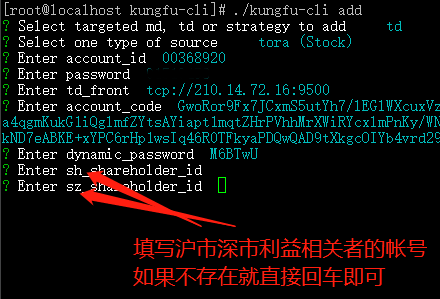 [root@localhost kungfu-cli]# ./kungfu-cli add
? Select targeted md, td or strategy to add td
? Select one type of source tora (Stock)
? Enter account_id 00368920
? Enter password
? Enter td_front tcp://210.14.72.16:9500
? Enter account_code GwoRor9Fx7JCxmS5utYh7/1EG1WXcuxVz
a4qgmKukG1iQg1mfZYtsAYiapt1mqtZHrPVhhMrXWiRYcx1mPnKy/WN
kND7eABKE+xYPC6rHp1wsIq46R0TFkyaPDQwQAD9tXkgcOIYb4vrd29
? Enter dynamic_password M6BTwU
? Enter sh_shareholder_id
? Enter sz_shareholder_id
填写沪市深市利益相关者的帐号
如果不存在就直接回车即可